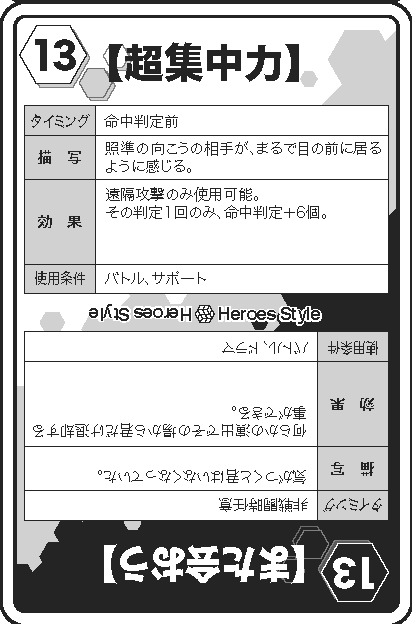 13
【超集中力】
タイミング 命中判定前
描 写 照準の向こうの相手が、まるで目の前に居る
ように感じる。
効 果 遠隔攻撃のみ使用可能。
その判定1回のみ、命中判定+6個。
使用条件 バトル、サポート
Heroes Style Heroes Style
13
【また会おう】
タイミング 非戦闘時任意
描 写 気がつくと君はいなくなっていた。
効 果 何らかの演出でその場から君だけ退却する
事ができる。
使用条件 バトル、ドラマ